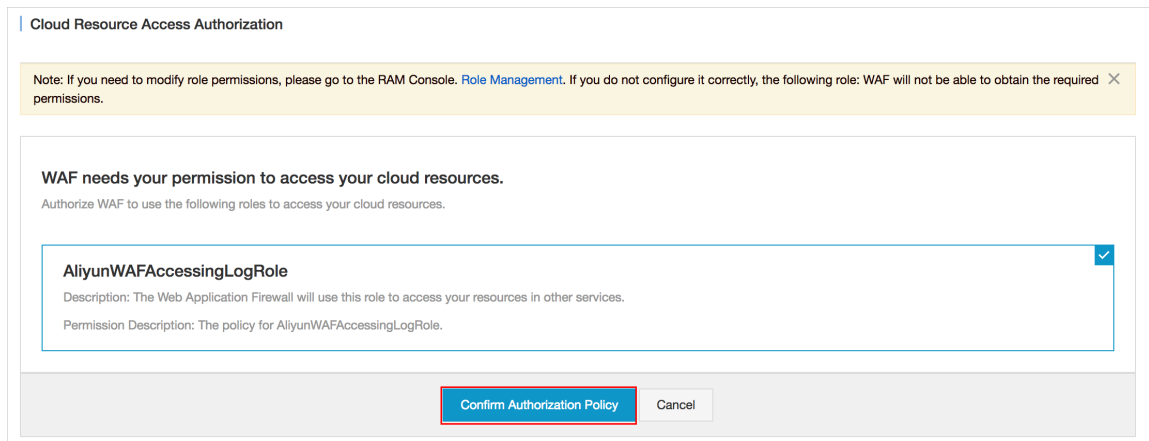 Cloud Resource Access Authorization
Note: If you need to modify role permissions, please go to the RAM Console. Role Management. If you do not configure it correctly, the following role: WAF will not be able to obtain the required
permissions.
WAF needs your permission to access your cloud resources.
Authorize WAF to use the following roles to access your cloud resources.
AliyunWAFAccessingLogRole
Description: The Web Application Firewall will use this role to access your resources in other services.
Permission Description: The policy for AliyunWAFAccessingLogRole.
Confirm Authorization Policy Cancel